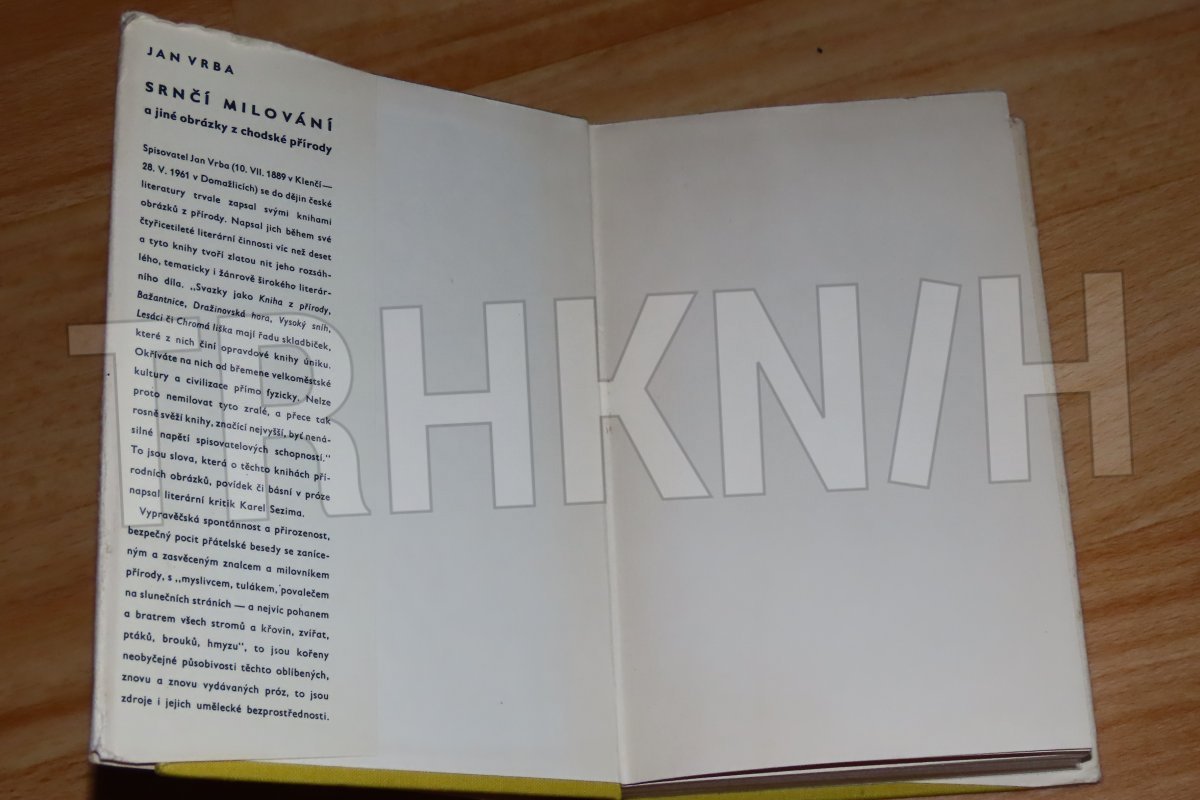 JAN VRBA
SRNČÍ MILOVÁNÍ
a jiné obrázky z chodské přírody
Spisovatel Jan Vrba (10. VII. 1889 v Klenčí—
28. V. 1961 v Domažlicích) se do dějin české
literatury trvale zapsal svými knihami
obrázků z přírody. Napsal jich během své
čtyřicetileté literární činnosti víc než deset
a tyto knihy tvoří zlatou nit jeho rozsáh-
lého, tematicky i žánrově širokého literár-
ního díla. „Svazky jako Kniha z přírody,
Bažantnice, Dražinovská hora, Vysoký sníh,
Lesáci či Chromá liška mají řadu skladbiček,
které z nich činí opravdové knihy úniku.
Okříváte na nich od břemene velkoměstské
kultury a civilizace přímo fyzicky. Nelze
proto nemilovat tyto zralé, a přece tak
rosně svěží knihy, značící nejvyšší, byť nená-
silné napětí spisovatelových schopností.“
To jsou slova, která o těchto knihách pří-
rodních obrázků, povídek či básní v próze
napsal literární kritik Karel Sezima.
Vypravěčská spontánnost a přirozenost,
bezpečný pocit přátelské besedy se zaníce-
ným a zasvěceným znalcem a milovníkem
přírody, s „myslivcem, tulákem, povalečem
na slunečních stráních — a nejvíc pohanem
a bratrem všech stromů a křovin, zvířat,
ptáků, brouků, hmyzu“, to jsou kořeny
neobyčejné působivosti těchto oblíbených,
znovu a znovu vydávaných próz, to jsou
zdroje i jejich umělecké bezprostřednosti.
TRHKN/H